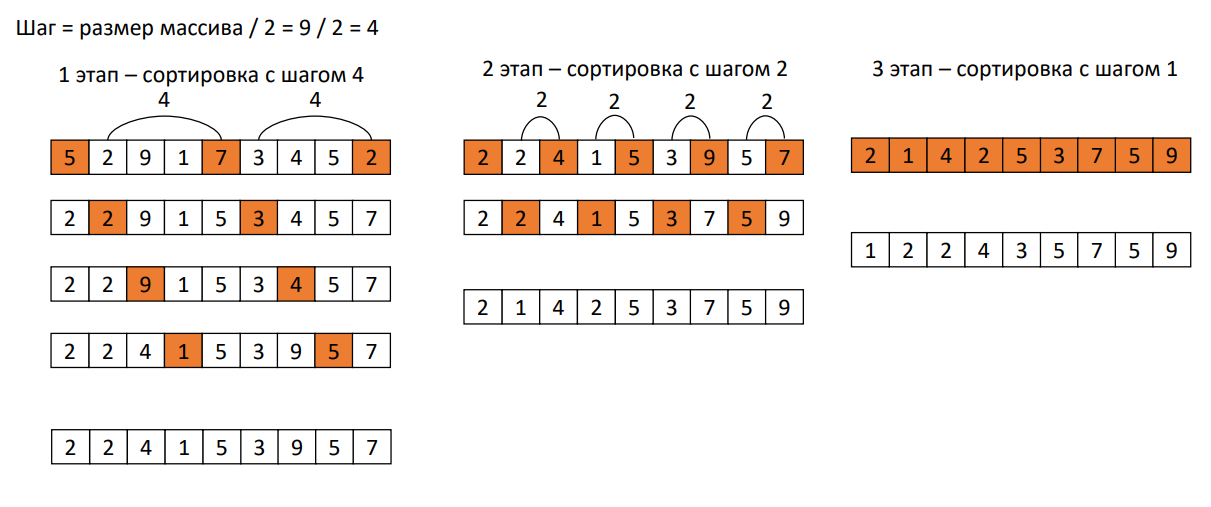 Шаг = размер массива / 2 = 9 / 2 = 4
1 этап – сортировка с шагом 4
4 4
5 2 9 1 7 3 4 5 2
2 2 9 1 5 3 4 5 7
2 2 9 1 5 3 4 5 7
2 2 4 1 5 3 9 5 7
2 2 4 1 5 3 9 5 7
2 этап – сортировка с шагом 2
2 2 2 2
2 2 4 1 5 3 9 5 7
2 2 4 1 5 3 7 5 9
2 1 4 2 5 3 7 5 9
3 этап – сортировка с шагом 1
2 1 4 2 5 3 7 5 9
1 2 2 4 3 5 7 5 9